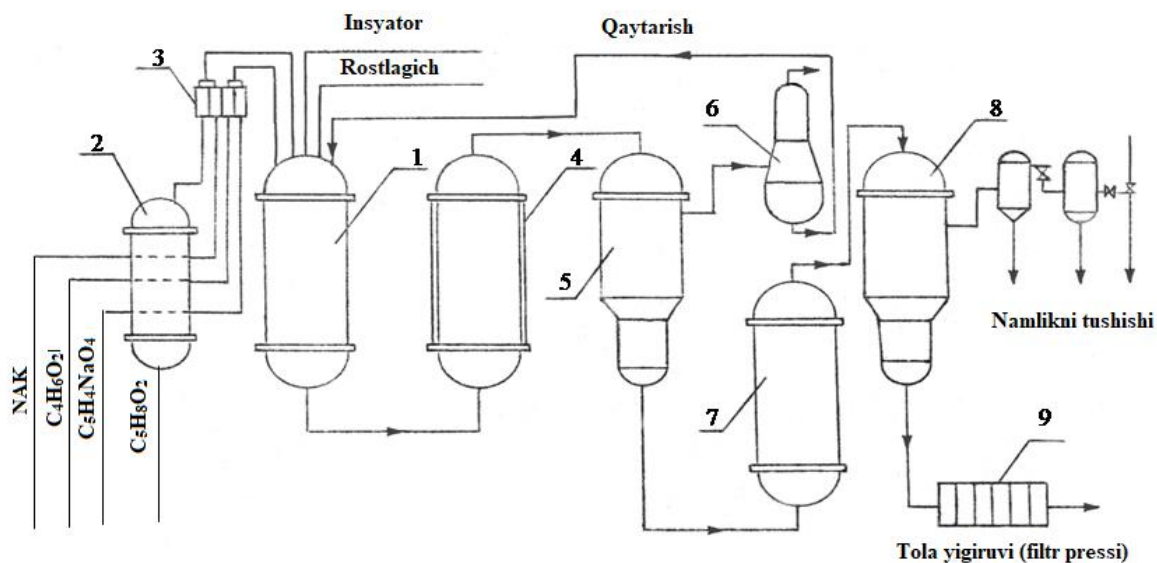 Insyator
Qaytarish
Rostlagich
3
2
1
4
6
8
5
7
Namlikni tushishi
NAK
C₄H₆O₂|
C₅H₄NaO₄
C₅H₈O₂
9
Tola yigiruvi (filtr pressi)